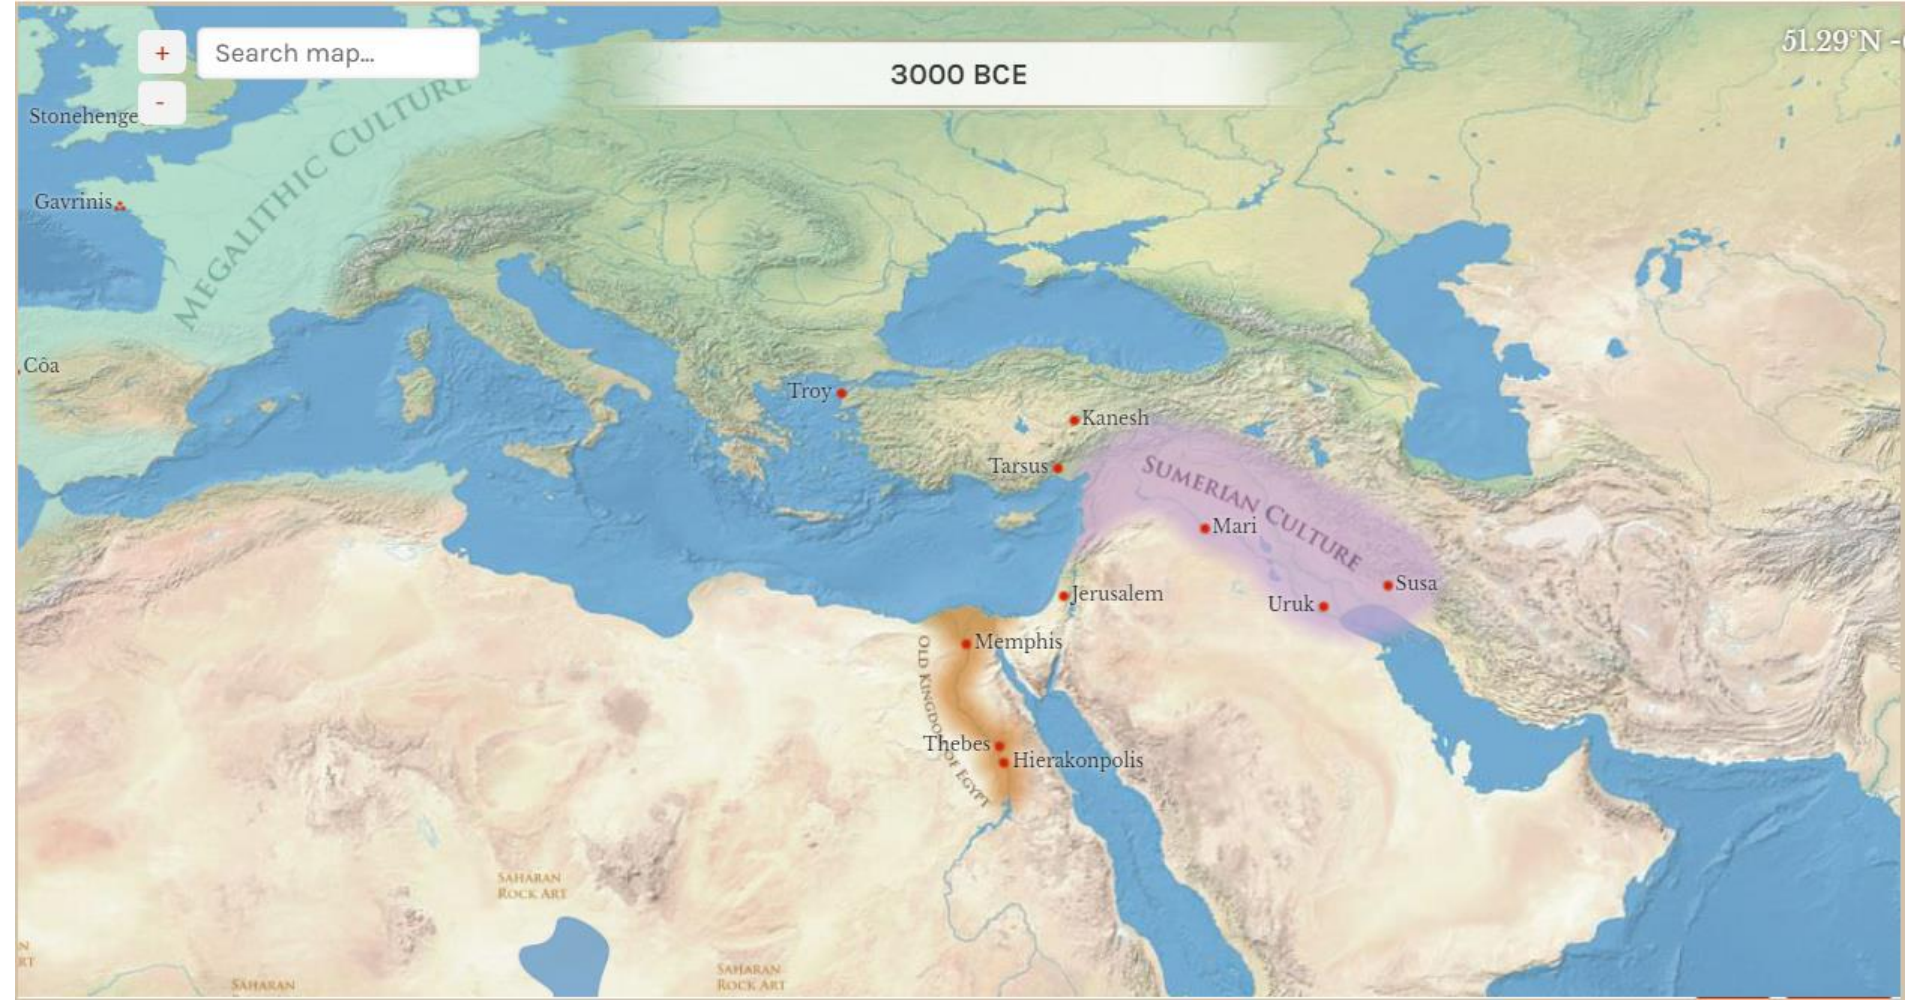 +
Search map...
-
3000 BCE
51.29°N -
Stonehenge
MEGALITHIC CULTURE
Gavrinis
Côa
Troy
Kanesh
Tarsus
SUMERIAN CULTURE
Mari
Susa
Uruk
Jerusalem
Memphis
OLD KINGDOM OF EGYPT
Thebes
Hierakonpolis
SAHARAN
ROCK ART
N
RT
SAHARAN
SAHARAN
ROCK ART